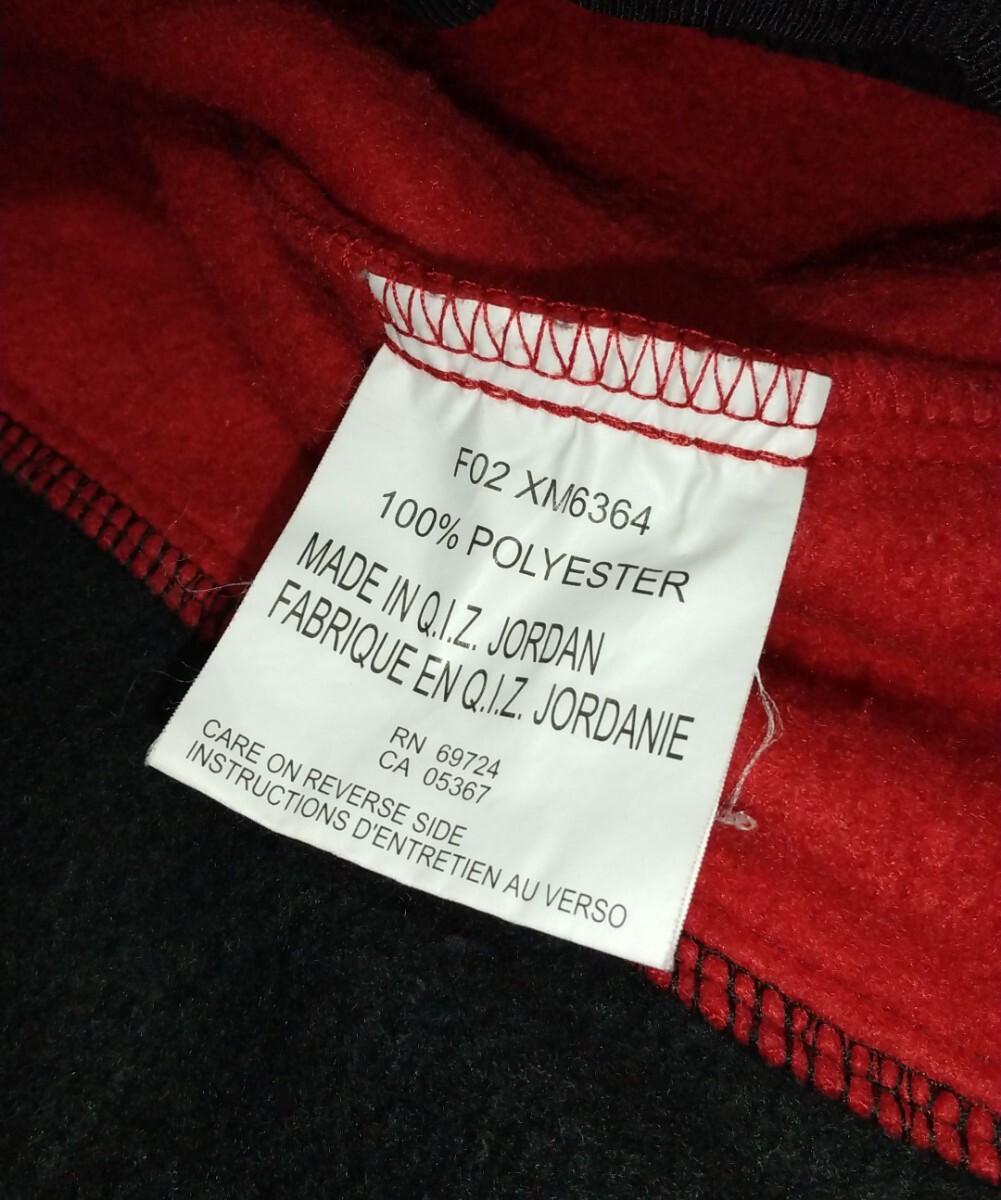 F02 XM6364
100% POLYESTER
MADE IN Q.I.Z. JORDAN
FABRIQUE EN Q.I.Z. JORDANIE
RN 69724
CA 05367
CARE ON REVERSE SIDE
INSTRUCTIONS D'ENTRETIEN AU VERSO